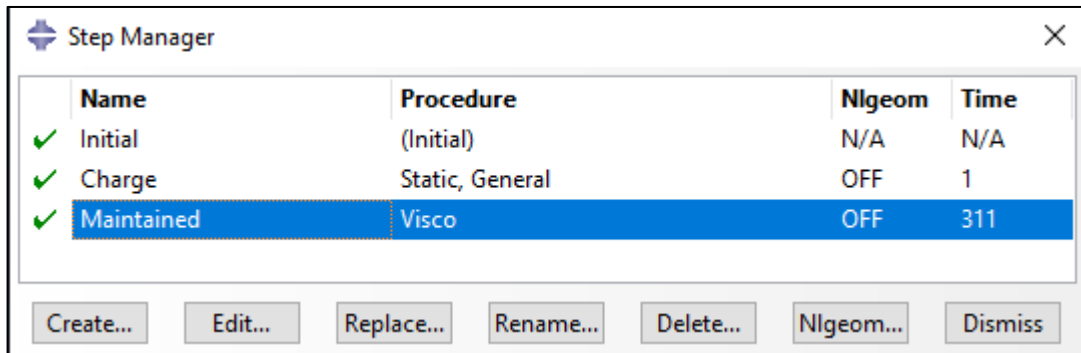 Step Manager
Name Procedure Nlgeom Time
Initial (Initial) N/A N/A
Charge Static, General OFF 1
Maintained Visco OFF 311
Create... Edit... Replace... Rename... Delete... Nlgeom... Dismiss